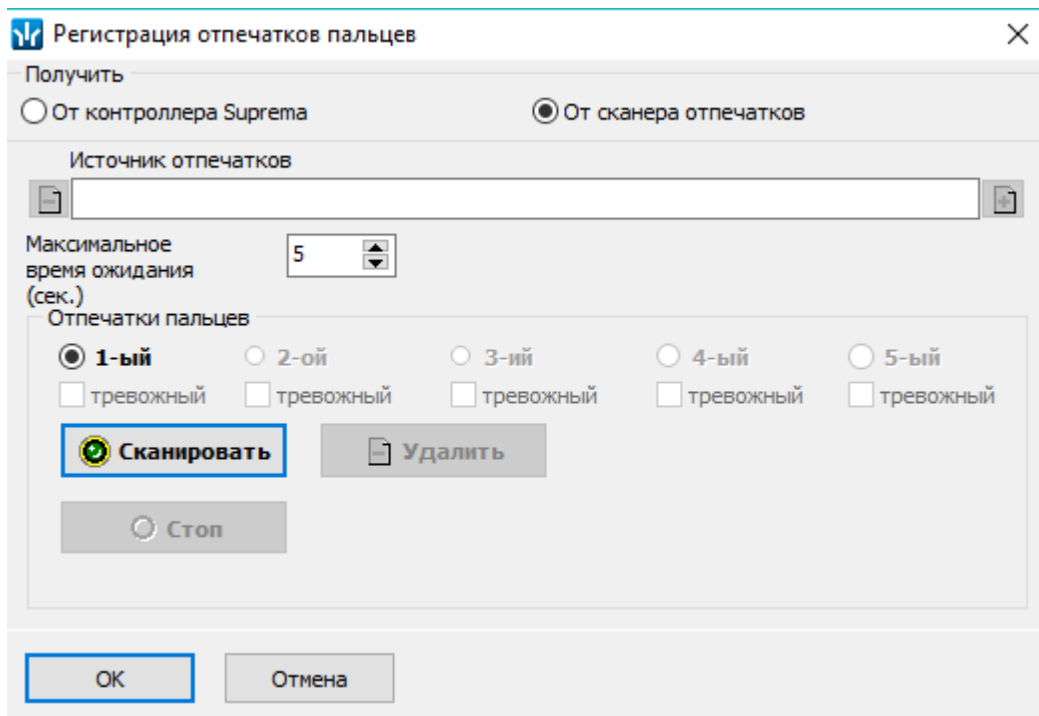 Регистрация отпечатков пальцев
Получить
От контроллера Suprema От сканера отпечатков
Источник отпечатков
Максимальное
время ожидания
(сек.)
5
Отпечатки пальцев
1-ый 2-ой 3-ий 4-ый 5-ый
тревожный тревожный тревожный тревожный тревожный
Сканировать Удалить
Стоп
OK Отмена